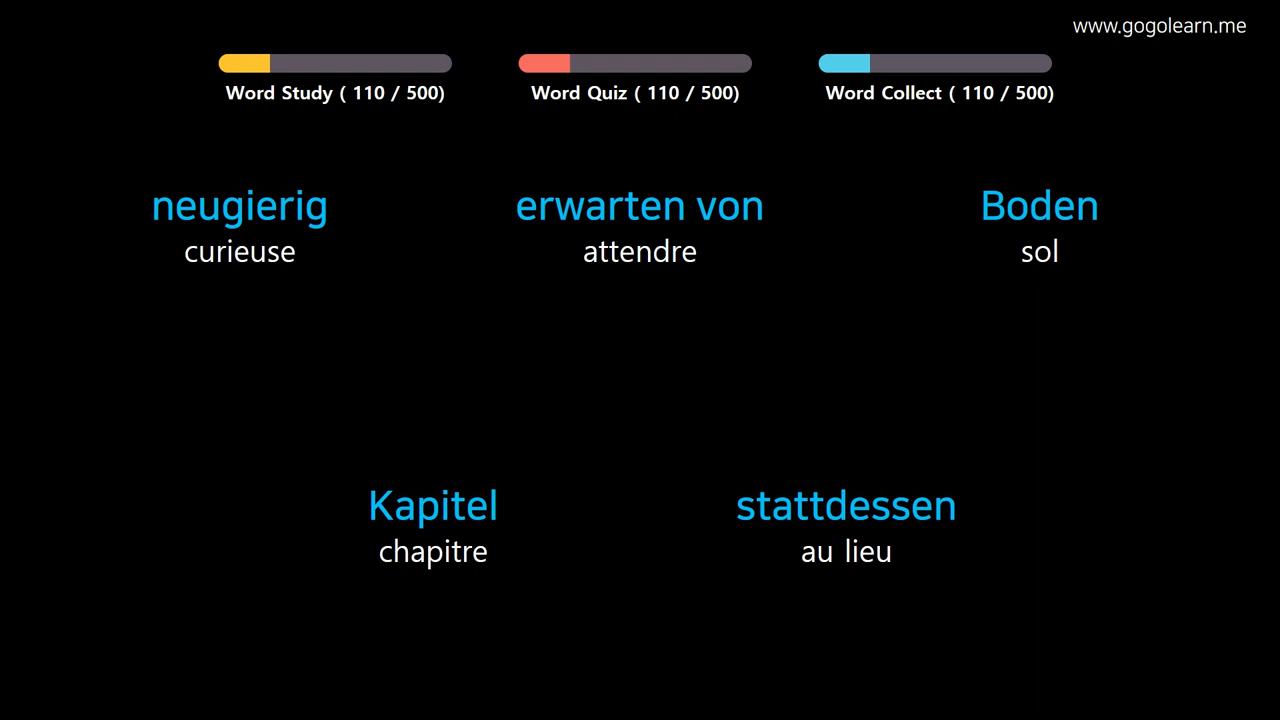 www.gogolearn.me
Word Study ( 110 / 500)
Word Quiz ( 110 / 500)
Word Collect ( 110 / 500)
neugierig
curieuse
erwarten von
attendre
Boden
sol
Kapitel
chapitre
stattdessen
au lieu